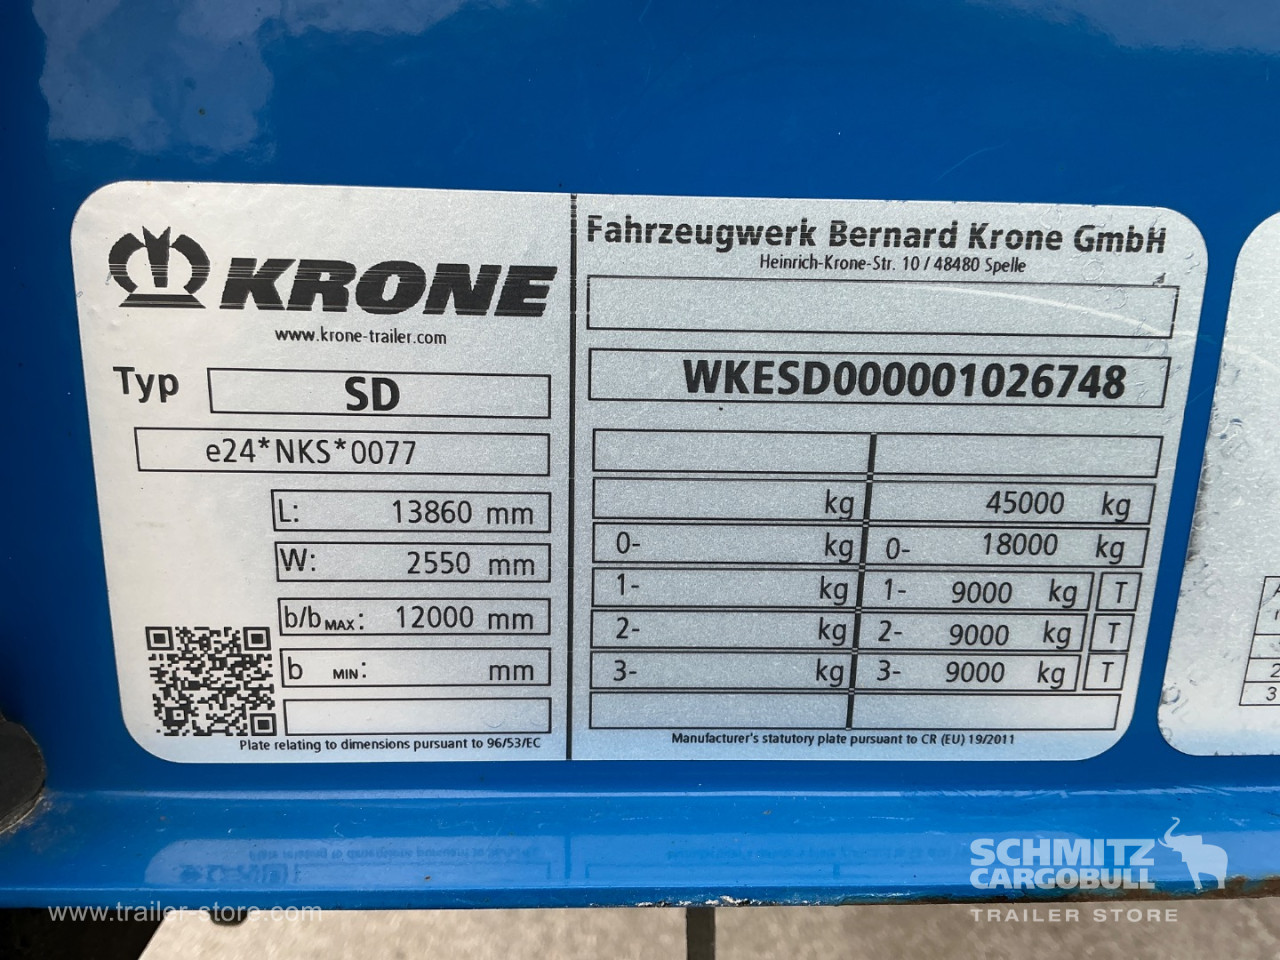 KRONE
www.krone-trailer.com
Typ SD
e24*NKS*0077
L: 13860 mm
W: 2550 mm
b/b MAX: 12000 mm
b MIN: mm
Plate relating to dimensions pursuant to 96/53/EC
Fahrzeugwerk Bernard Krone GmbH
Heinrich-Krone-Str. 10 / 48480 Spelle
WKESD000001026748
kg 45000 kg
0- kg 0- 18000 kg
1- kg 1- 9000 kg T
2- kg 2- 9000 kg T
3- kg 3- 9000 kg T
Manufacturer's statutory plate pursuant to CR (EU) 19/2011
A
2
3
SCHMITZ
CARGOBULL
TRAILER STORE
www.trailer-store.com